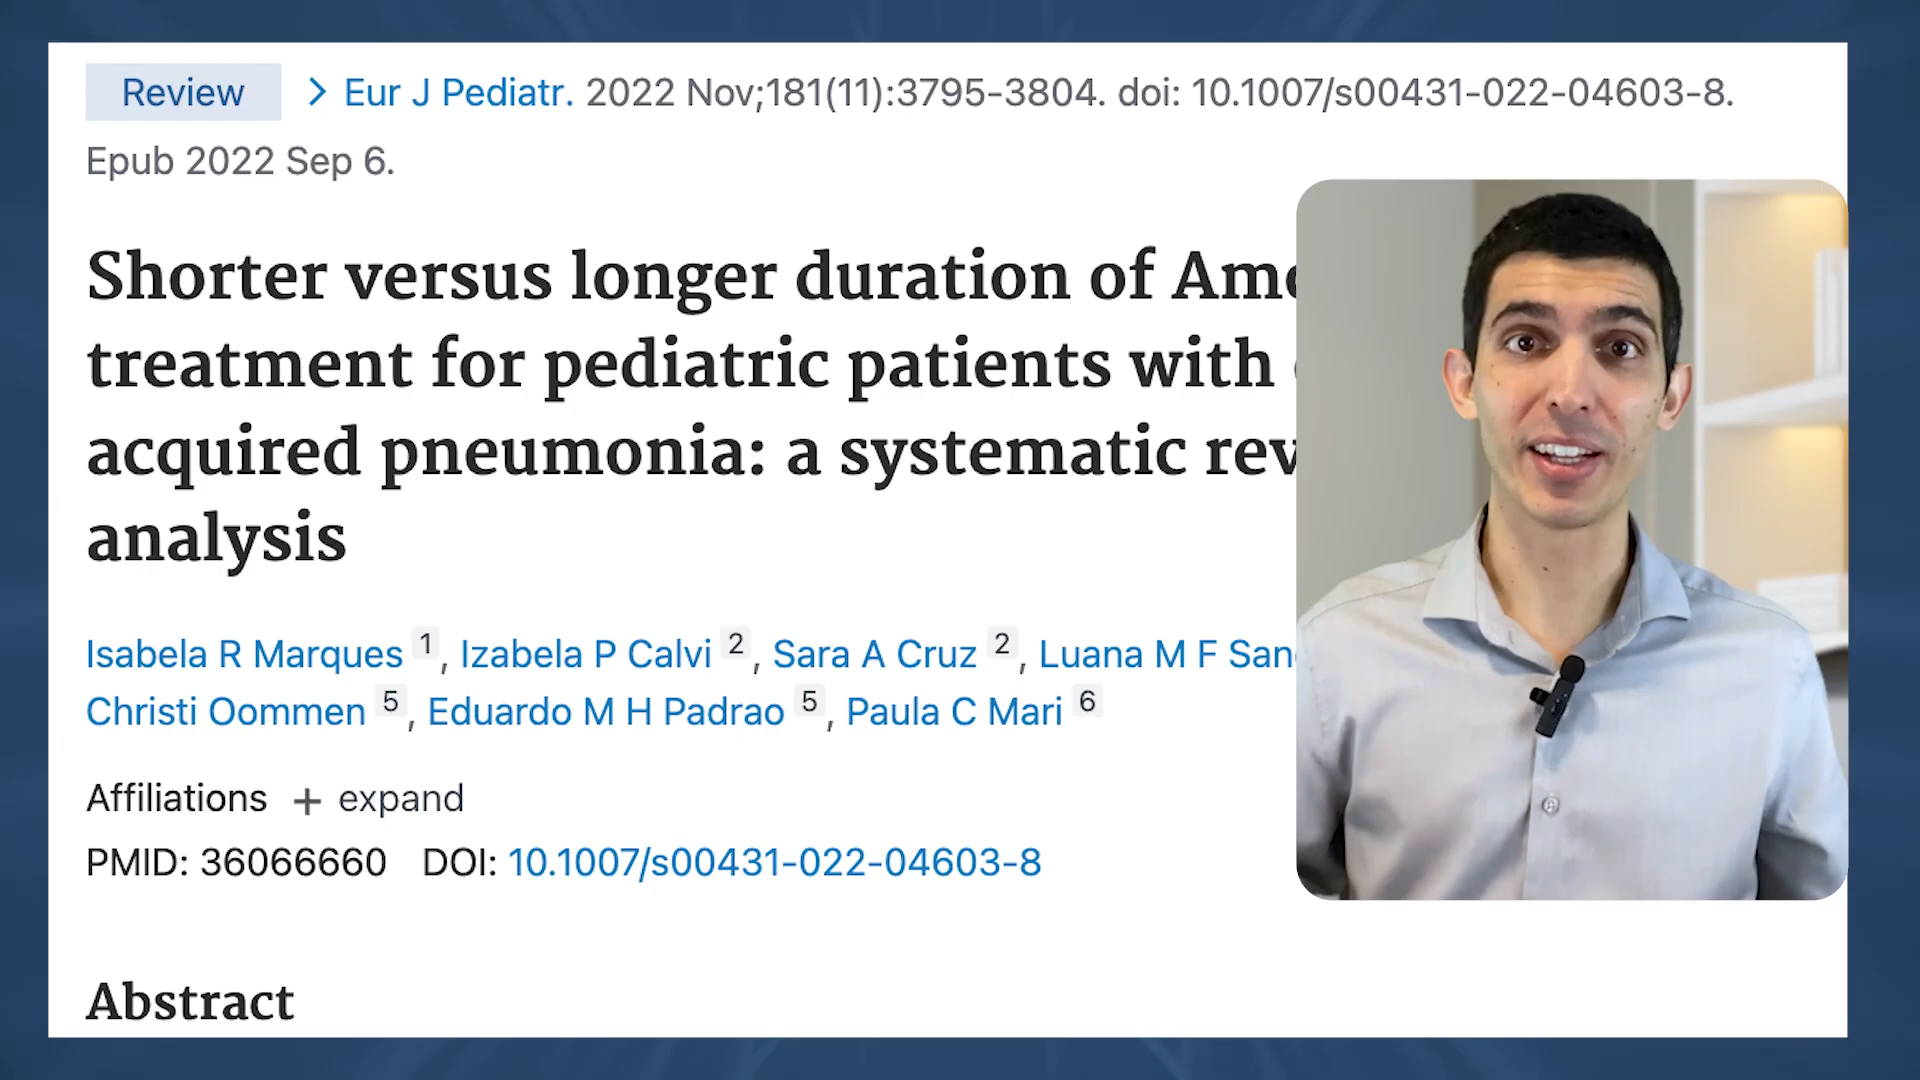 Review > Eur J Pediatr. 2022 Nov;181(11):3795-3804. doi: 10.1007/s00431-022-04603-8.
Epub 2022 Sep 6.
Shorter versus longer duration of
treatment for pediatric patients with
acquired pneumonia: a systematic
analysis
Isabela R Marques 1, Izabela P Calvi 2, Sara A Cruz 2, Luana M F
Christi Oommen 5, Eduardo M H Padrao 5, Paula C Mari 6
Affiliations + expand
PMID: 36066660 DOI: 10.1007/s00431-022-04603-8
Abstract